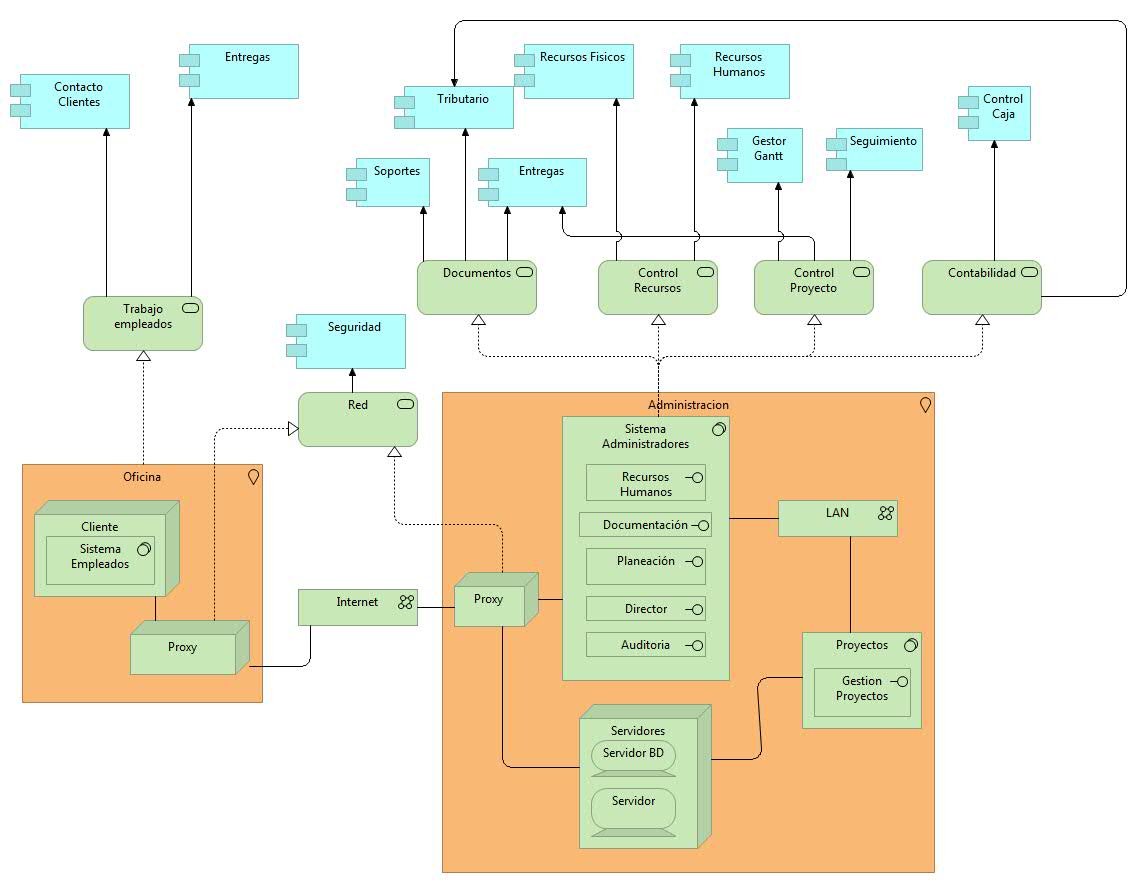 Entregas
Contacto
Clientes
Recursos Fisicos
Recursos
Humanos
Tributario
Control
Caja
Gestor
Gantt
Seguimiento
Soportes
Entregas
Documentos
Control
Recursos
Control
Proyecto
Contabilidad
Trabajo
empleados
Seguridad
Red
Administracion
Sistema
Administradores
Recursos
Humanos
Documentación
Planeación
Director
Auditoria
LAN
Oficina
Cliente
Sistema
Empleados
Proxy
Internet
Proxy
Proyectos
Gestion
Proyectos
Servidores
Servidor BD
Servidor